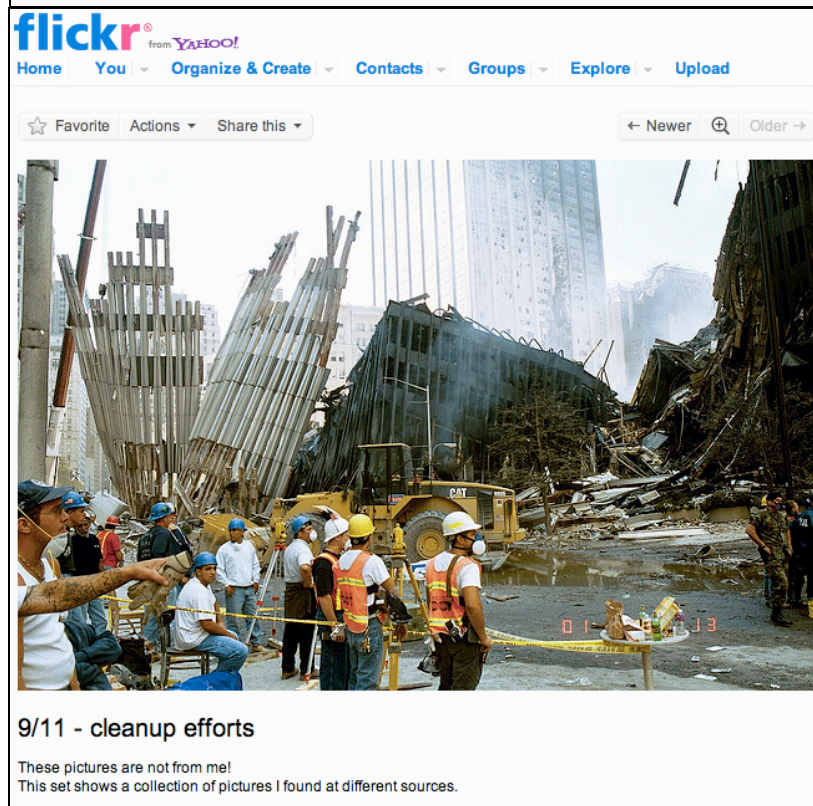 flickr® from YAHOO!
Home You Organize & Create Contacts Groups Explore Upload
Favorite Actions Share this ← Newer Older →
CAT
01 13
9/11 - cleanup efforts
These pictures are not from me!
This set shows a collection of pictures I found at different sources.